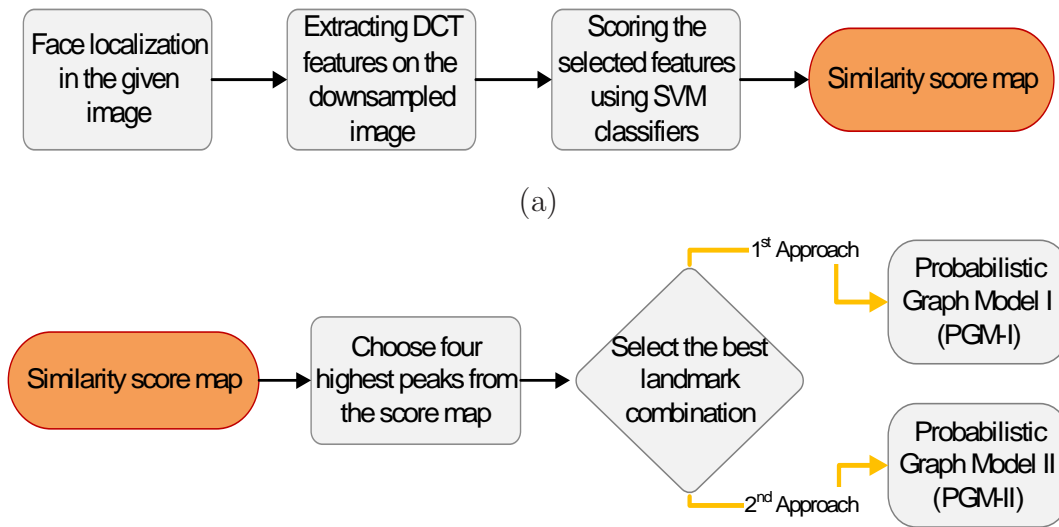 Face localization
in the given
image
Extracting DCT
features on the
downsampled
image
Scoring the
selected features
using SVM
classifiers
Similarity score map
(a)
Similarity score map
Choose four
highest peaks from
the score map
Select the best
landmark
combination
1st Approach
Probabilistic
Graph Model I
(PGM-I)
2nd Approach
Probabilistic
Graph Model II
(PGM-II)